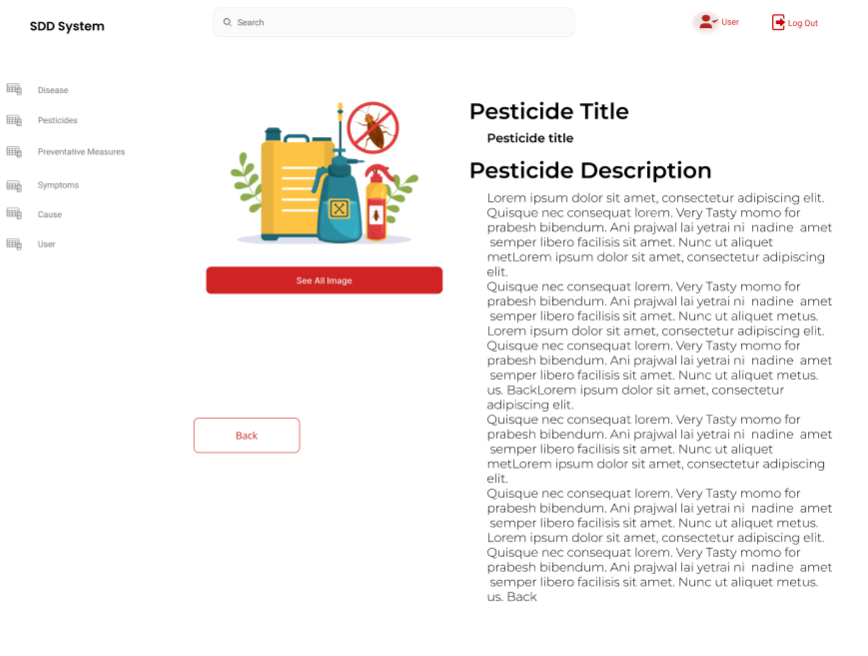 SDD System
Search
User
Log Out
Disease
Pesticides
Preventative Measures
Symptoms
Cause
User
See All Image
Back
Pesticide Title
Pesticide title
Pesticide Description
Lorem ipsum dolor sit amet, consectetur adipiscing elit.
Quisque nec consequat lorem. Very Tasty momo for
prabesh bibendum. Ani prajwal lai yetrai ni  nadine  amet
semper libero facilisis sit amet. Nunc ut aliquet
metLorem ipsum dolor sit amet, consectetur adipiscing
elit.
Quisque nec consequat lorem. Very Tasty momo for
prabesh bibendum. Ani prajwal lai yetrai ni  nadine  amet
semper libero facilisis sit amet. Nunc ut aliquet metus.
Lorem ipsum dolor sit amet, consectetur adipiscing elit.
Quisque nec consequat lorem. Very Tasty momo for
prabesh bibendum. Ani prajwal lai yetrai ni  nadine  amet
semper libero facilisis sit amet. Nunc ut aliquet metus.
us. BackLorem ipsum dolor sit amet, consectetur
adipiscing elit.
Quisque nec consequat lorem. Very Tasty momo for
prabesh bibendum. Ani prajwal lai yetrai ni  nadine  amet
semper libero facilisis sit amet. Nunc ut aliquet
metLorem ipsum dolor sit amet, consectetur adipiscing
elit.
Quisque nec consequat lorem. Very Tasty momo for
prabesh bibendum. Ani prajwal lai yetrai ni  nadine  amet
semper libero facilisis sit amet. Nunc ut aliquet metus.
Lorem ipsum dolor sit amet, consectetur adipiscing elit.
Quisque nec consequat lorem. Very Tasty momo for
prabesh bibendum. Ani prajwal lai yetrai ni  nadine  amet
semper libero facilisis sit amet. Nunc ut aliquet metus.
us. Back